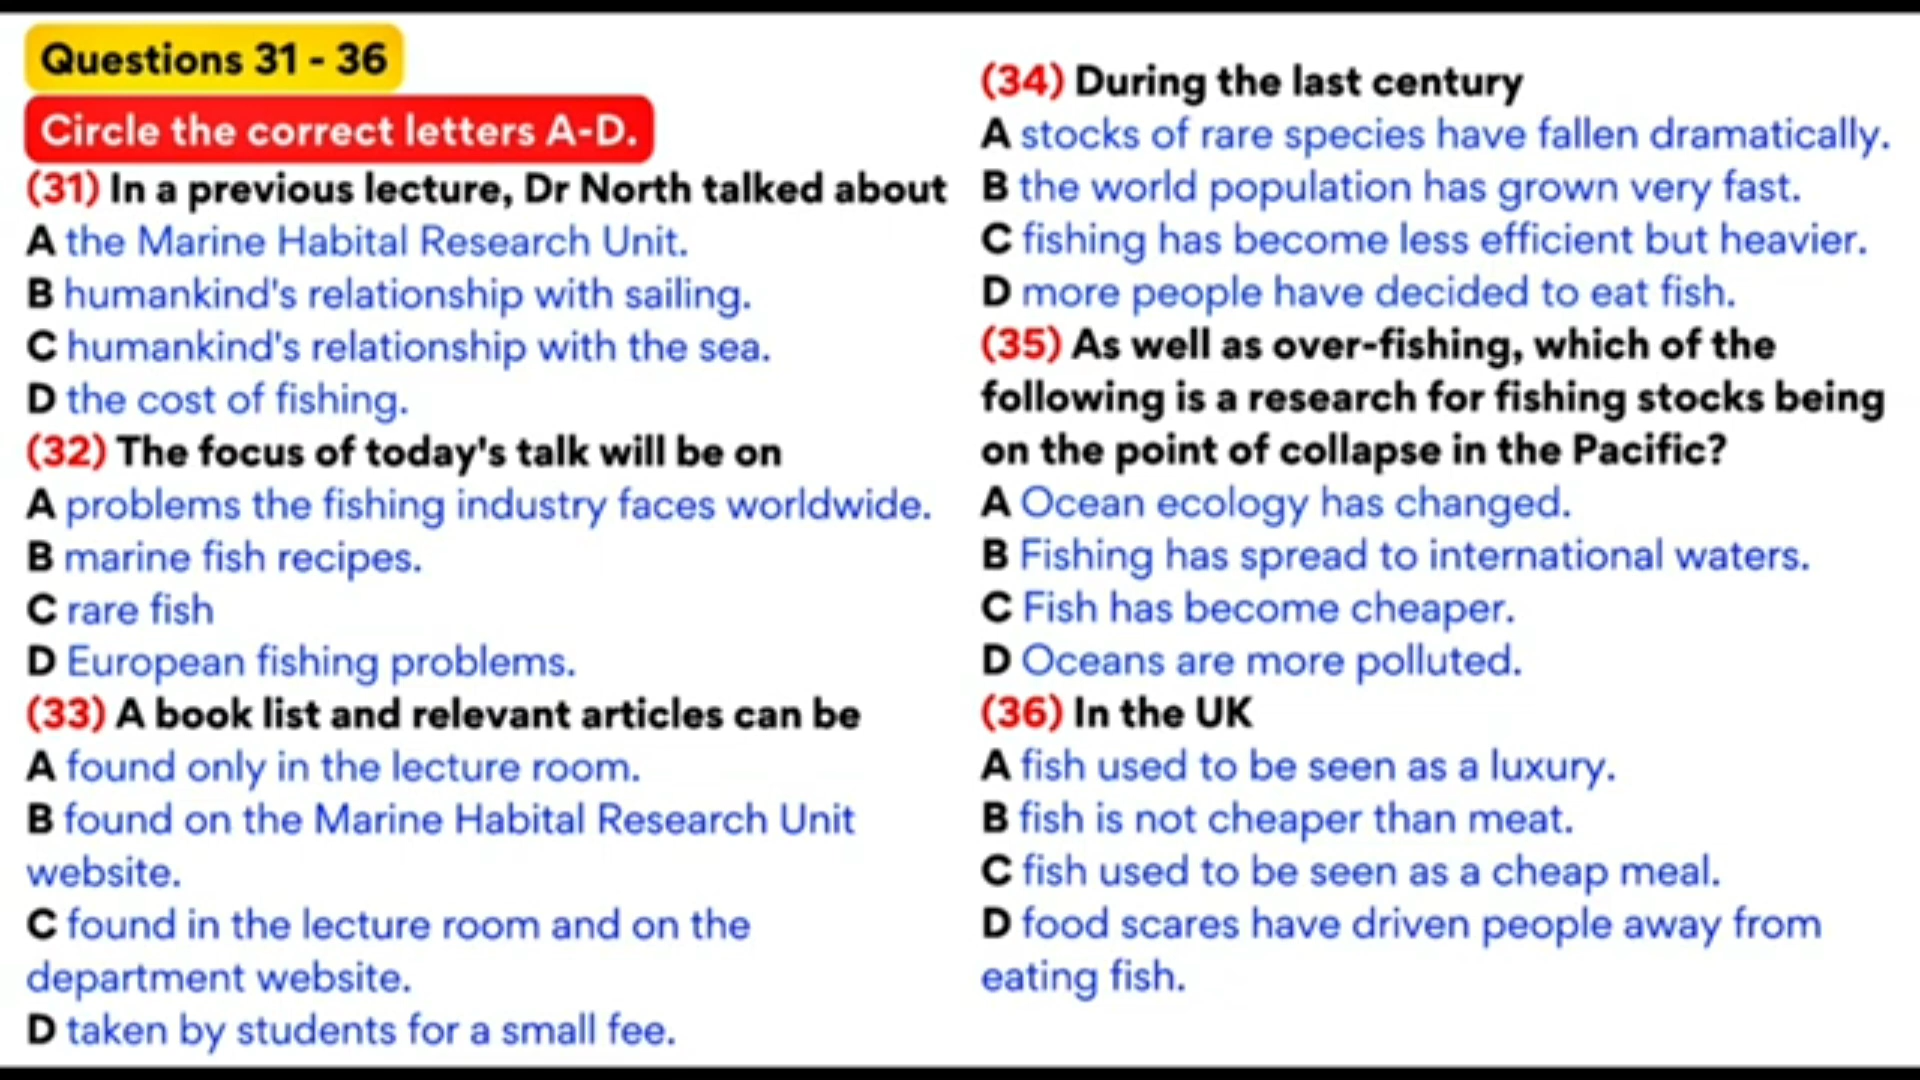 Questions 31 - 36
Circle the correct letters A-D.
(31) In a previous lecture, Dr North talked about
A the Marine Habital Research Unit.
B humankind's relationship with sailing.
C humankind's relationship with the sea.
D the cost of fishing.
(32) The focus of today's talk will be on
A problems the fishing industry faces worldwide.
B marine fish recipes.
C rare fish
D European fishing problems.
(33) A book list and relevant articles can be
A found only in the lecture room.
B found on the Marine Habital Research Unit
website.
C found in the lecture room and on the
department website.
D taken by students for a small fee.
(34) During the last century
A stocks of rare species have fallen dramatically.
B the world population has grown very fast.
C fishing has become less efficient but heavier.
D more people have decided to eat fish.
(35) As well as over-fishing, which of the
following is a research for fishing stocks being
on the point of collapse in the Pacific?
A Ocean ecology has changed.
B Fishing has spread to international waters.
C Fish has become cheaper.
D Oceans are more polluted.
(36) In the UK
A fish used to be seen as a luxury.
B fish is not cheaper than meat.
C fish used to be seen as a cheap meal.
D food scares have driven people away from
eating fish.